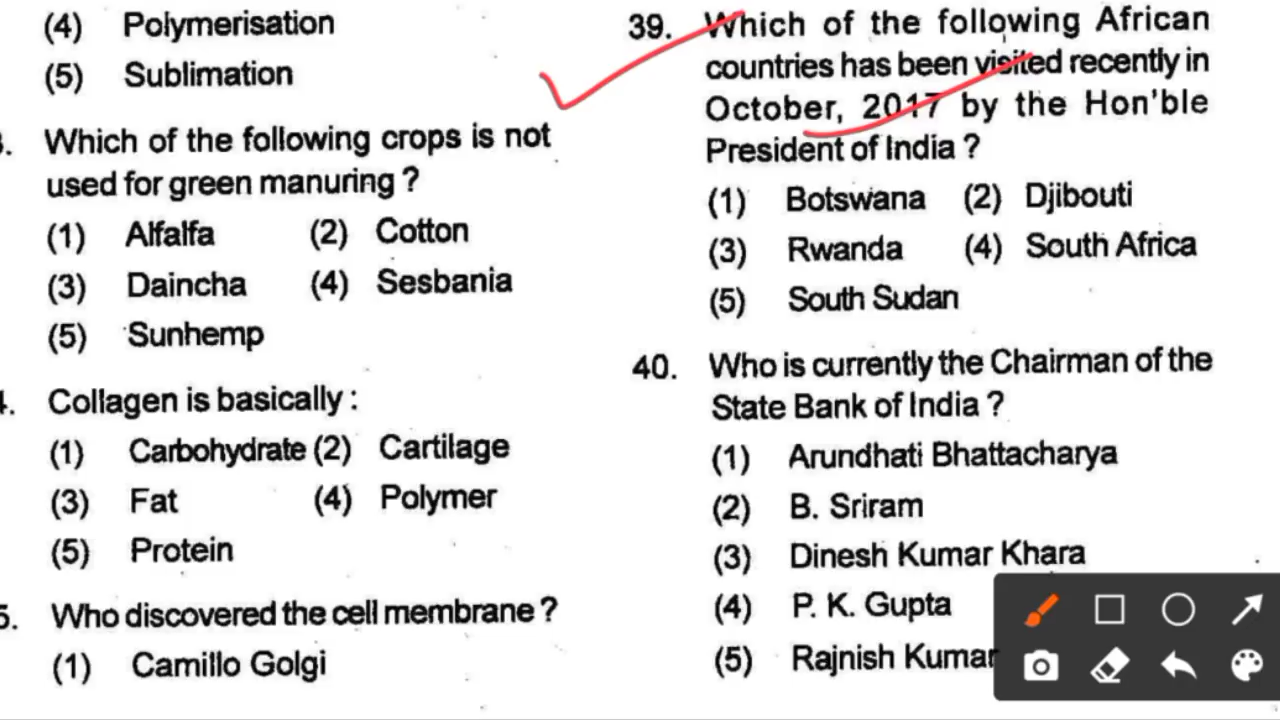 (4) Polymerisation
(5) Sublimation
3. Which of the following crops is not
used for green manuring ?
(1) Alfalfa (2) Cotton
(3) Daincha (4) Sesbania
(5) Sunhemp
4. Collagen is basically :
(1) Carbohydrate (2) Cartilage
(3) Fat (4) Polymer
(5) Protein
5. Who discovered the cell membrane ?
(1) Camillo Golgi
39. Which of the following African
countries has been visited recently in
October, 2017 by the Hon'ble
President of India ?
(1) Botswana (2) Djibouti
(3) Rwanda (4) South Africa
(5) South Sudan
40. Who is currently the Chairman of the
State Bank of India ?
(1) Arundhati Bhattacharya
(2) B. Sriram
(3) Dinesh Kumar Khara
(4) P. K. Gupta
(5) Rajnish Kumar